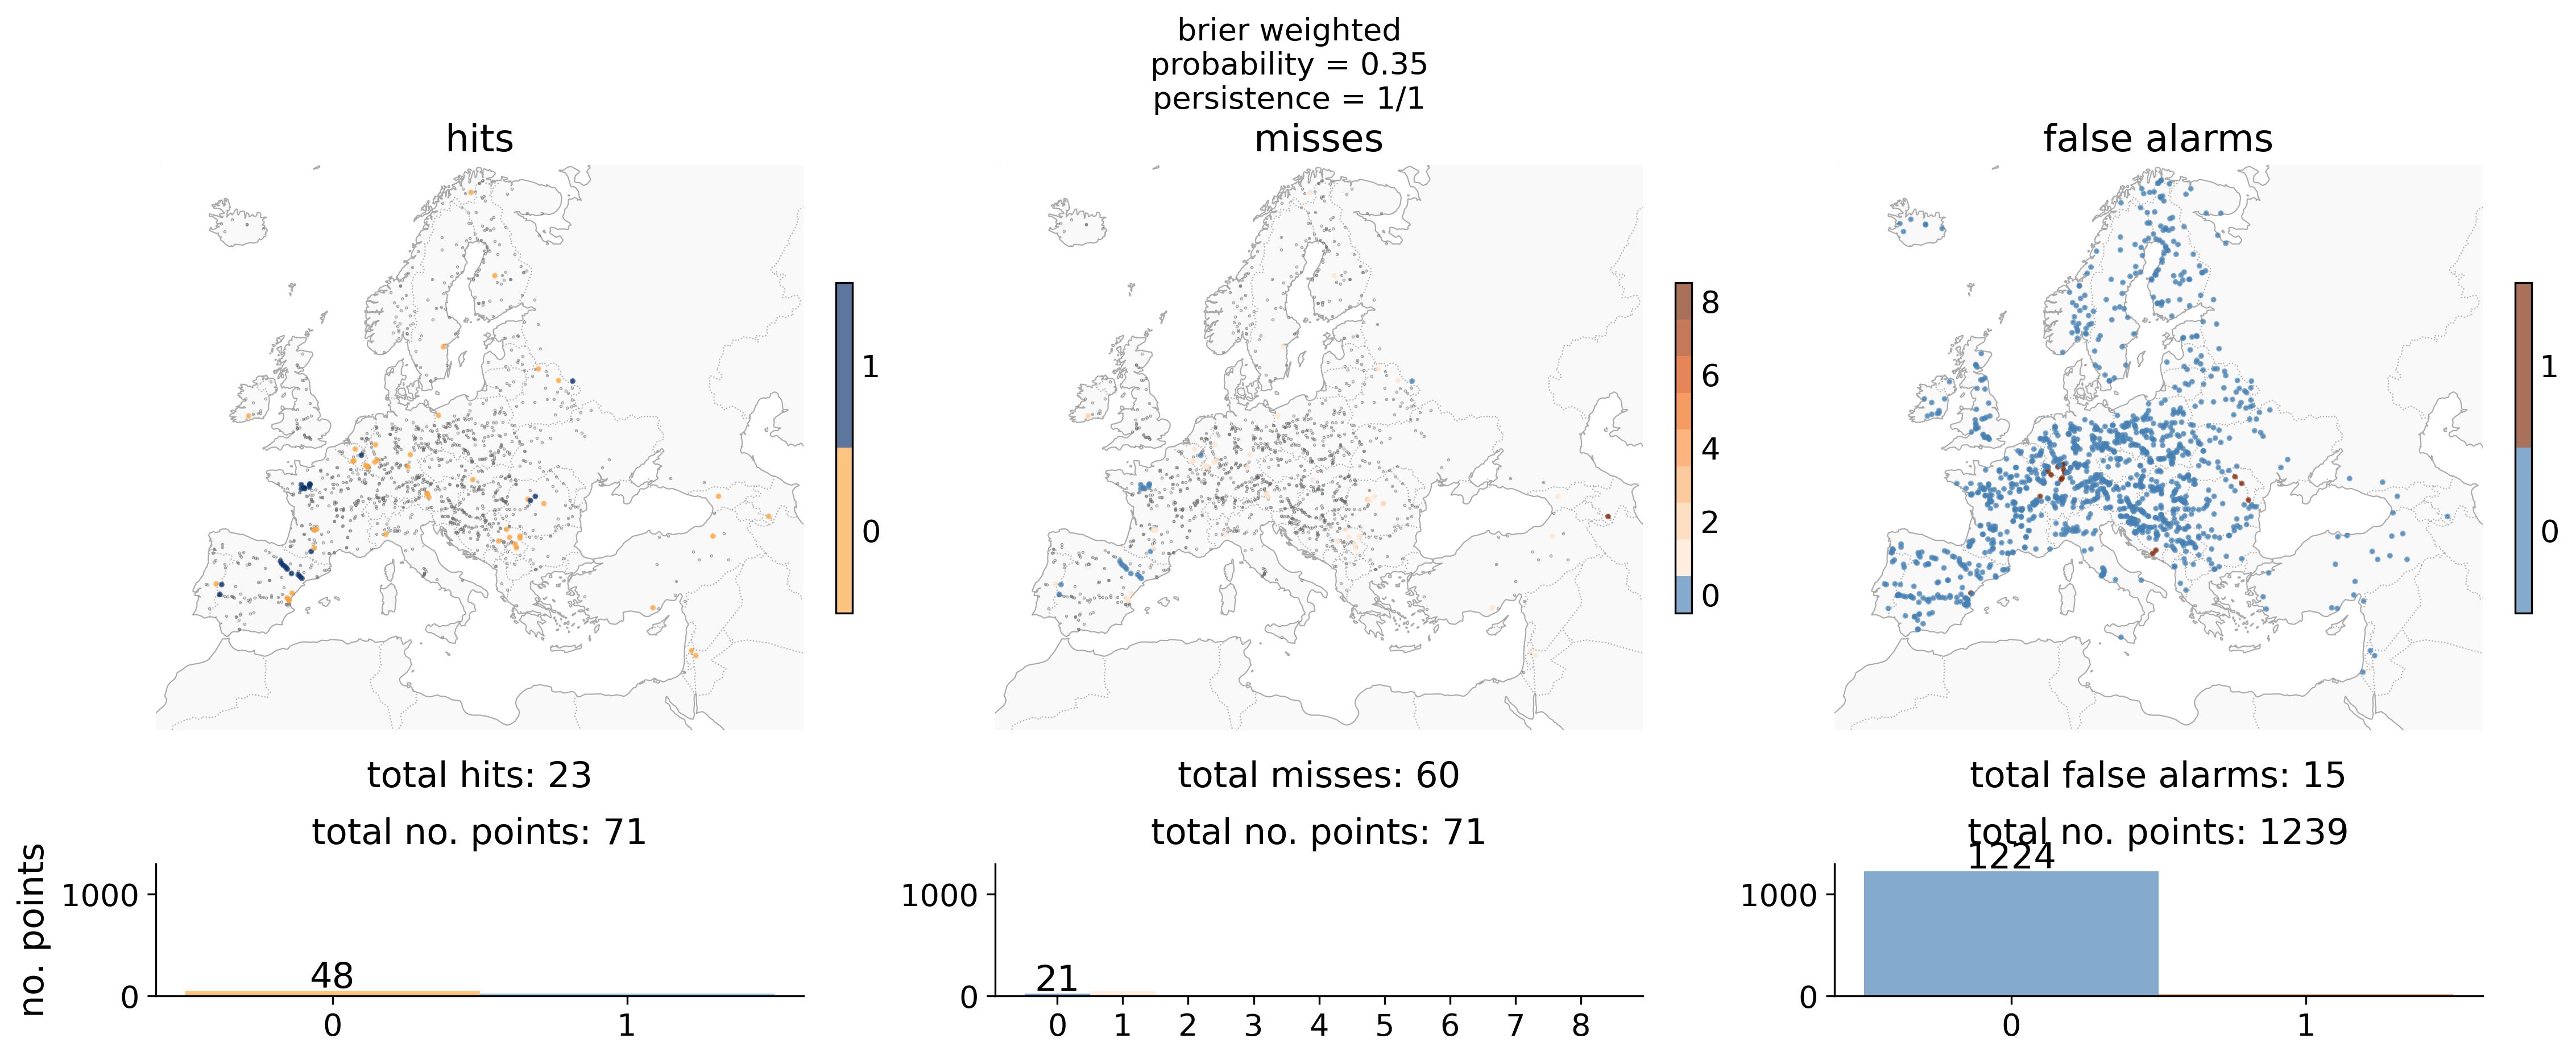 brier weighted
probability = 0.35
persistence = 1/1
hits
misses
false alarms
1
0
8
6
4
2
0
1
0
total hits: 23
total misses: 60
total false alarms: 15
total no. points: 71
total no. points: 71
total no. points: 1239
no. points
1000
0
48
0
1
1000
0
21
0 1 2 3 4 5 6 7 8
1000
0
1224
0
1